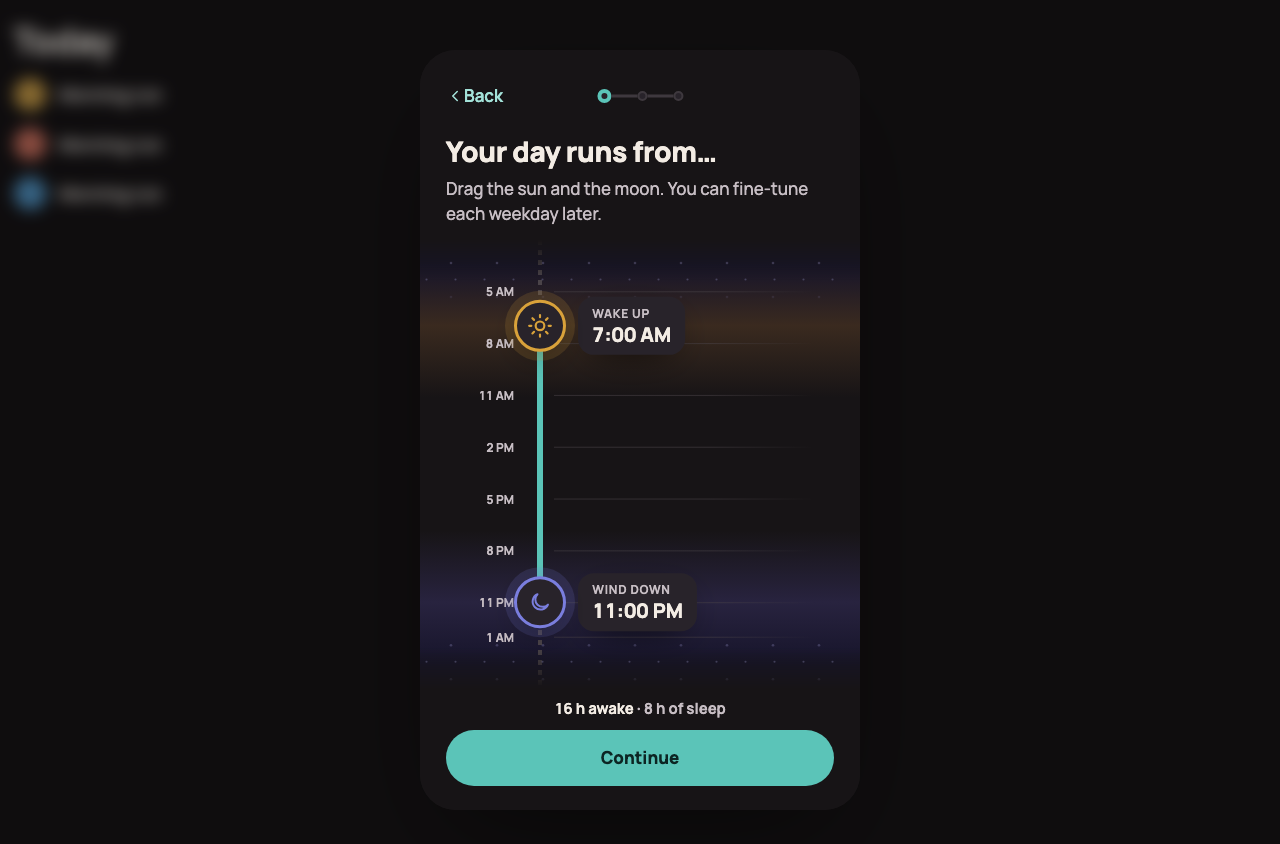 Today
Back
Your day runs from...
Drag the sun and the moon. You can fine-tune
each weekday later.
5 AM
WAKE UP
7:00 AM
8 AM
11 AM
2 PM
5 PM
8 PM
WIND DOWN
11 PM
11:00 PM
1 AM
16 h awake · 8 h of sleep
Continue